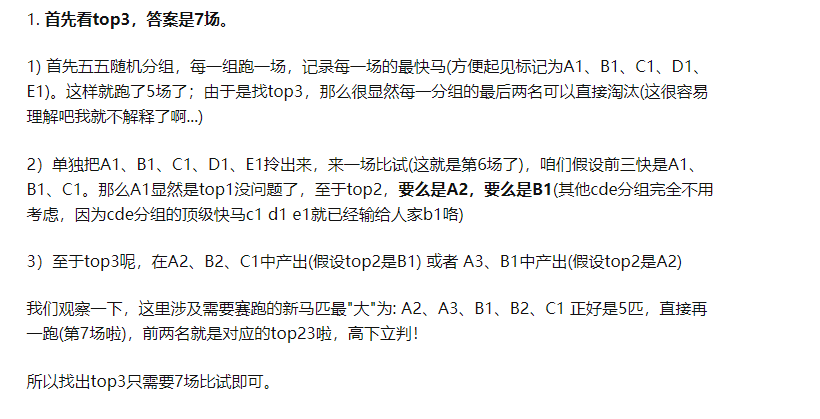 1. 首先看top3，答案是7场。
1) 首先五五随机分组，每一组跑一场，记录每一场的最快马(方便起见标记为A1、B1、C1、D1、
E1)。这样就跑了5场了；由于是找top3，那么很显然每一分组的最后两名可以直接淘汰(这很容易
理解吧我就不解释了啊...)
2）单独把A1、B1、C1、D1、E1拎出来，来一场比试(这就是第6场了)，咱们假设前三快是A1、
B1、C1。那么A1显然是top1没问题了，至于top2，要么是A2，要么是B1(其他cde分组完全不用
考虑，因为cde分组的顶级快马c1 d1 e1就已经输给人家b1咯)
3）至于top3呢，在A2、B2、C1中产出(假设top2是B1) 或者 A3、B1中产出(假设top2是A2)
我们观察一下，这里涉及需要赛跑的新马匹最"大"为: A2、A3、B1、B2、C1 正好是5匹，直接再
一跑(第7场啦)，前两名就是对应的top23啦，高下立判！
所以找出top3只需要7场比试即可。